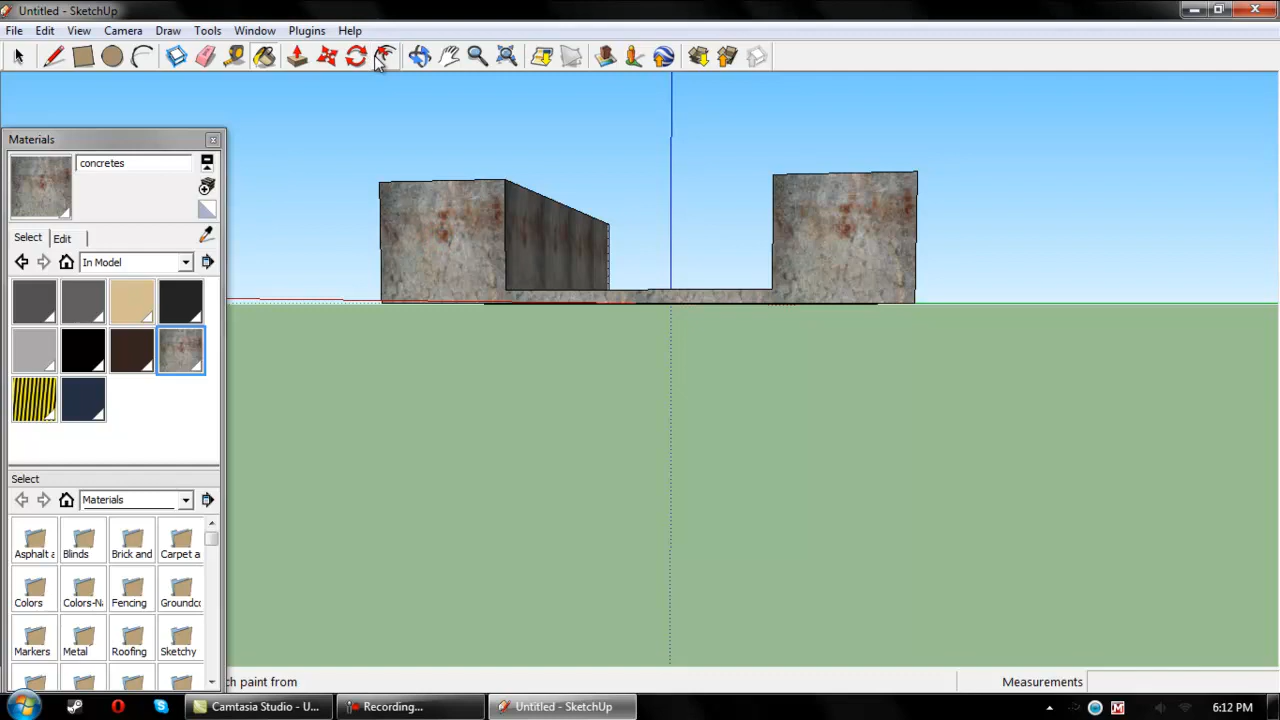 Untitled - SketchUp
File Edit View Camera Draw Tools Window Plugins Help
Materials
concretes
Select Edit
In Model
Select
Materials
Asphalt a Blinds Brick and Carpet a
Colors Colors-Na Fencing Groundco
Markers Metal Roofing Sketchy
ch paint from
Measurements
Camtasia Studio - U...
Recording...
Untitled - SketchUp
6:12 PM